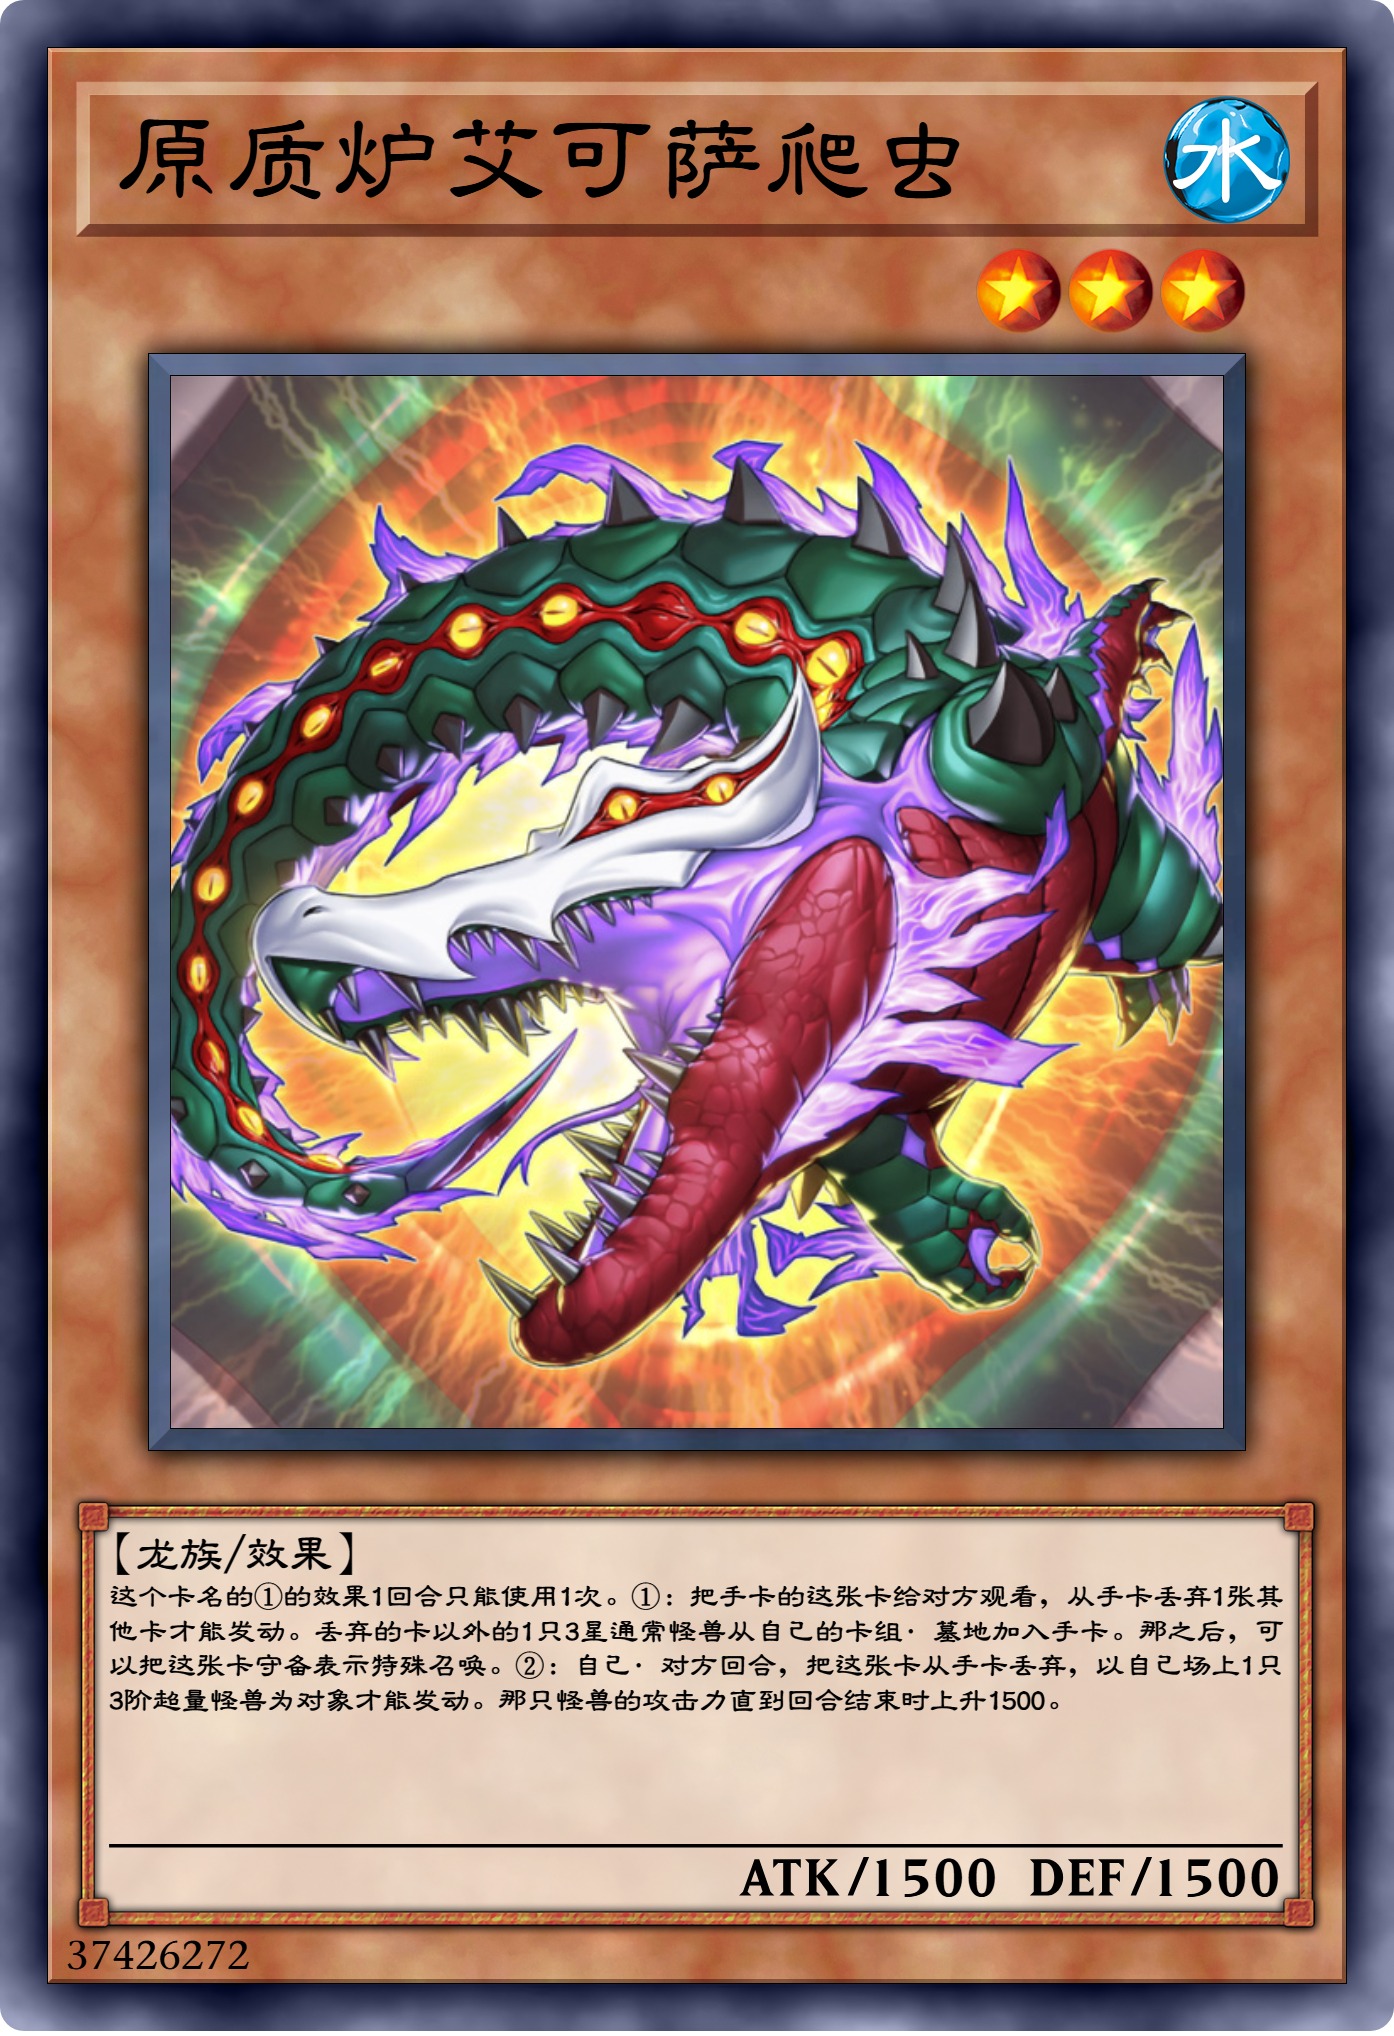 原质炉艾可萨爬虫
水
【龙族/效果】
这个卡名的①的效果1回合只能使用1次。①：把手卡的这张卡给对方观看，从手卡丢弃1张其
他卡才能发动。丢弃的卡以外的1只3星通常怪兽从自己的卡组·墓地加入手卡。那之后，可
以把这张卡守备表示特殊召唤。②：自己·对方回合，把这张卡从手卡丢弃，以自己场上1只
3阶超量怪兽为对象才能发动。那只怪兽的攻击力直到回合结束时上升1500。
ATK/1500 DEF/1500
37426272